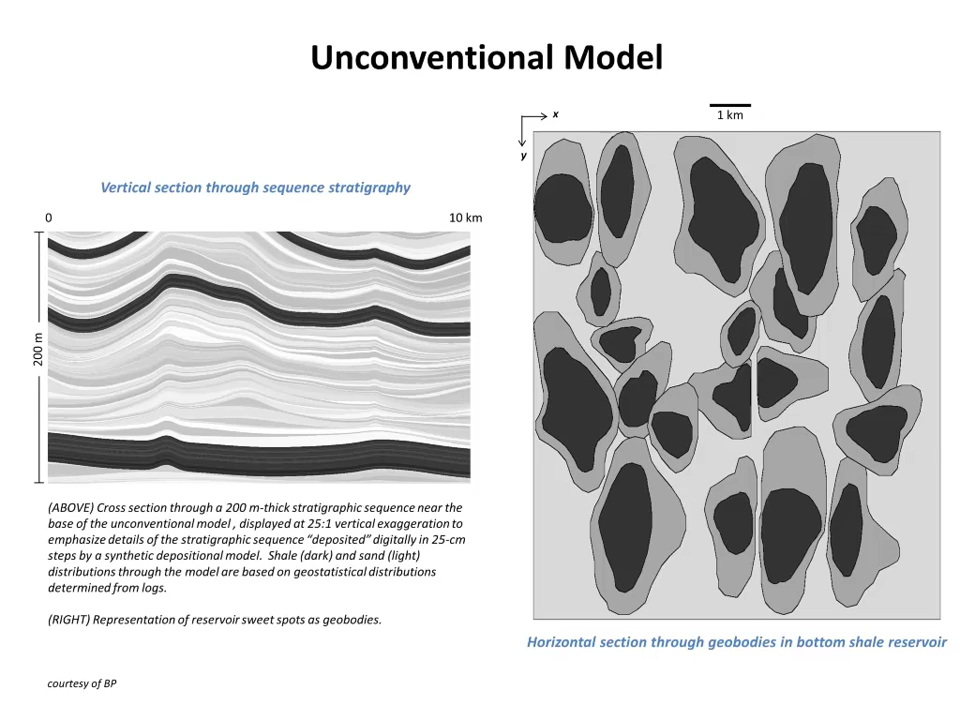 Unconventional Model
x
y
1 km
Vertical section through sequence stratigraphy
0
10 km
200 m
(ABOVE) Cross section through a 200 m-thick stratigraphic sequence near the
base of the unconventional model , displayed at 25:1 vertical exaggeration to
emphasize details of the stratigraphic sequence “deposited” digitally in 25-cm
steps by a synthetic depositional model.  Shale (dark) and sand (light)
distributions through the model are based on geostatistical distributions
determined from logs.
(RIGHT) Representation of reservoir sweet spots as geobodies.
Horizontal section through geobodies in bottom shale reservoir
courtesy of BP